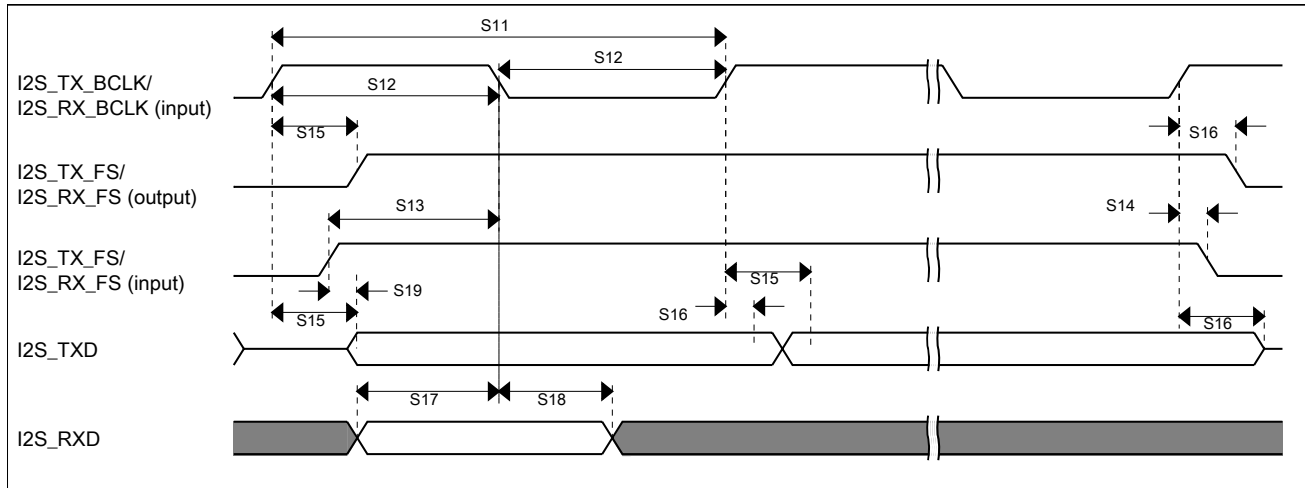 S11
S12
I2S_TX_BCLK/
I2S_RX_BCLK (input)
S12
S15
S16
I2S_TX_FS/
I2S_RX_FS (output)
S13
S14
I2S_TX_FS/
I2S_RX_FS (input)
S15
S19
S15
S16
S16
I2S_TXD
S17
S18
I2S_RXD